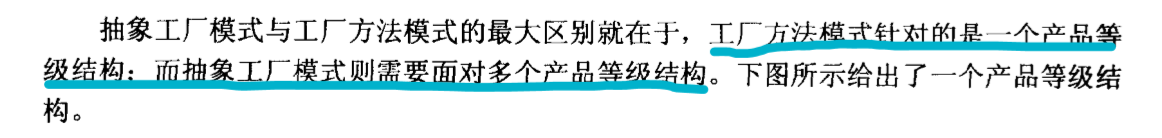 抽象工厂模式与工厂方法模式的最大区别就在于，工厂方法模式针对的是一个产品等
级结构；而抽象工厂模式则需要面对多个产品等级结构。下图所示给出了一个产品等级结
构。